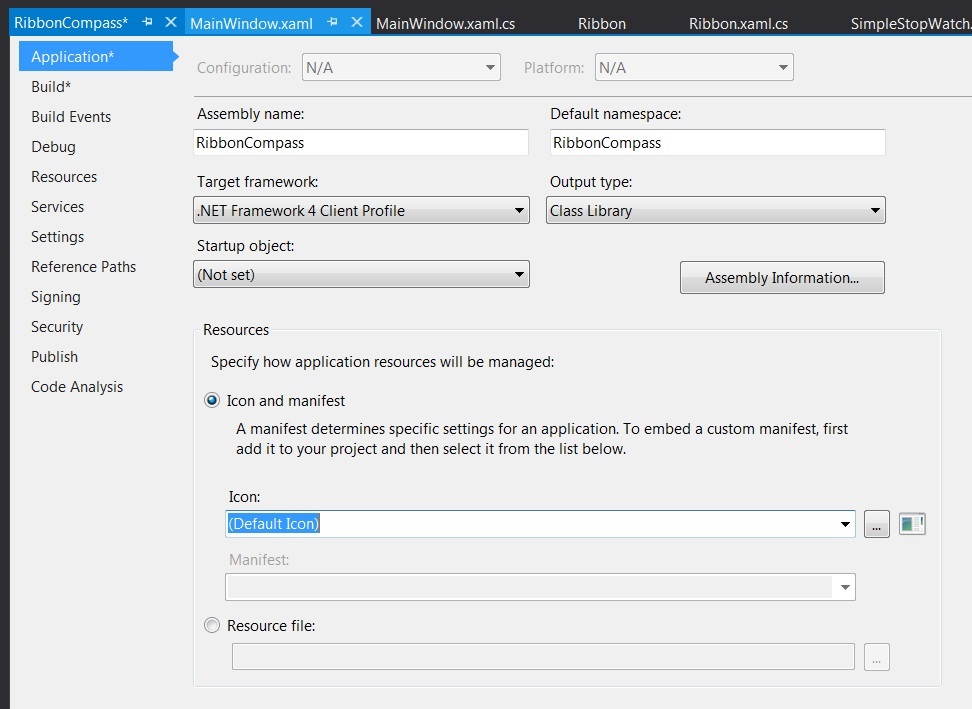 RibbonCompass* MainWindow.xaml MainWindow.xaml.cs Ribbon Ribbon.xaml.cs SimpleStopWatch.
Application*
Build*
Build Events
Debug
Resources
Services
Settings
Reference Paths
Signing
Security
Publish
Code Analysis
Configuration: N/A Platform: N/A
Assembly name: Default namespace:
RibbonCompass RibbonCompass
Target framework: Output type:
.NET Framework 4 Client Profile Class Library
Startup object:
(Not set) Assembly Information...
Resources
Specify how application resources will be managed:
Icon and manifest
A manifest determines specific settings for an application. To embed a custom manifest, first
add it to your project and then select it from the list below.
Icon:
(Default Icon) ...
Manifest:
Resource file:
...